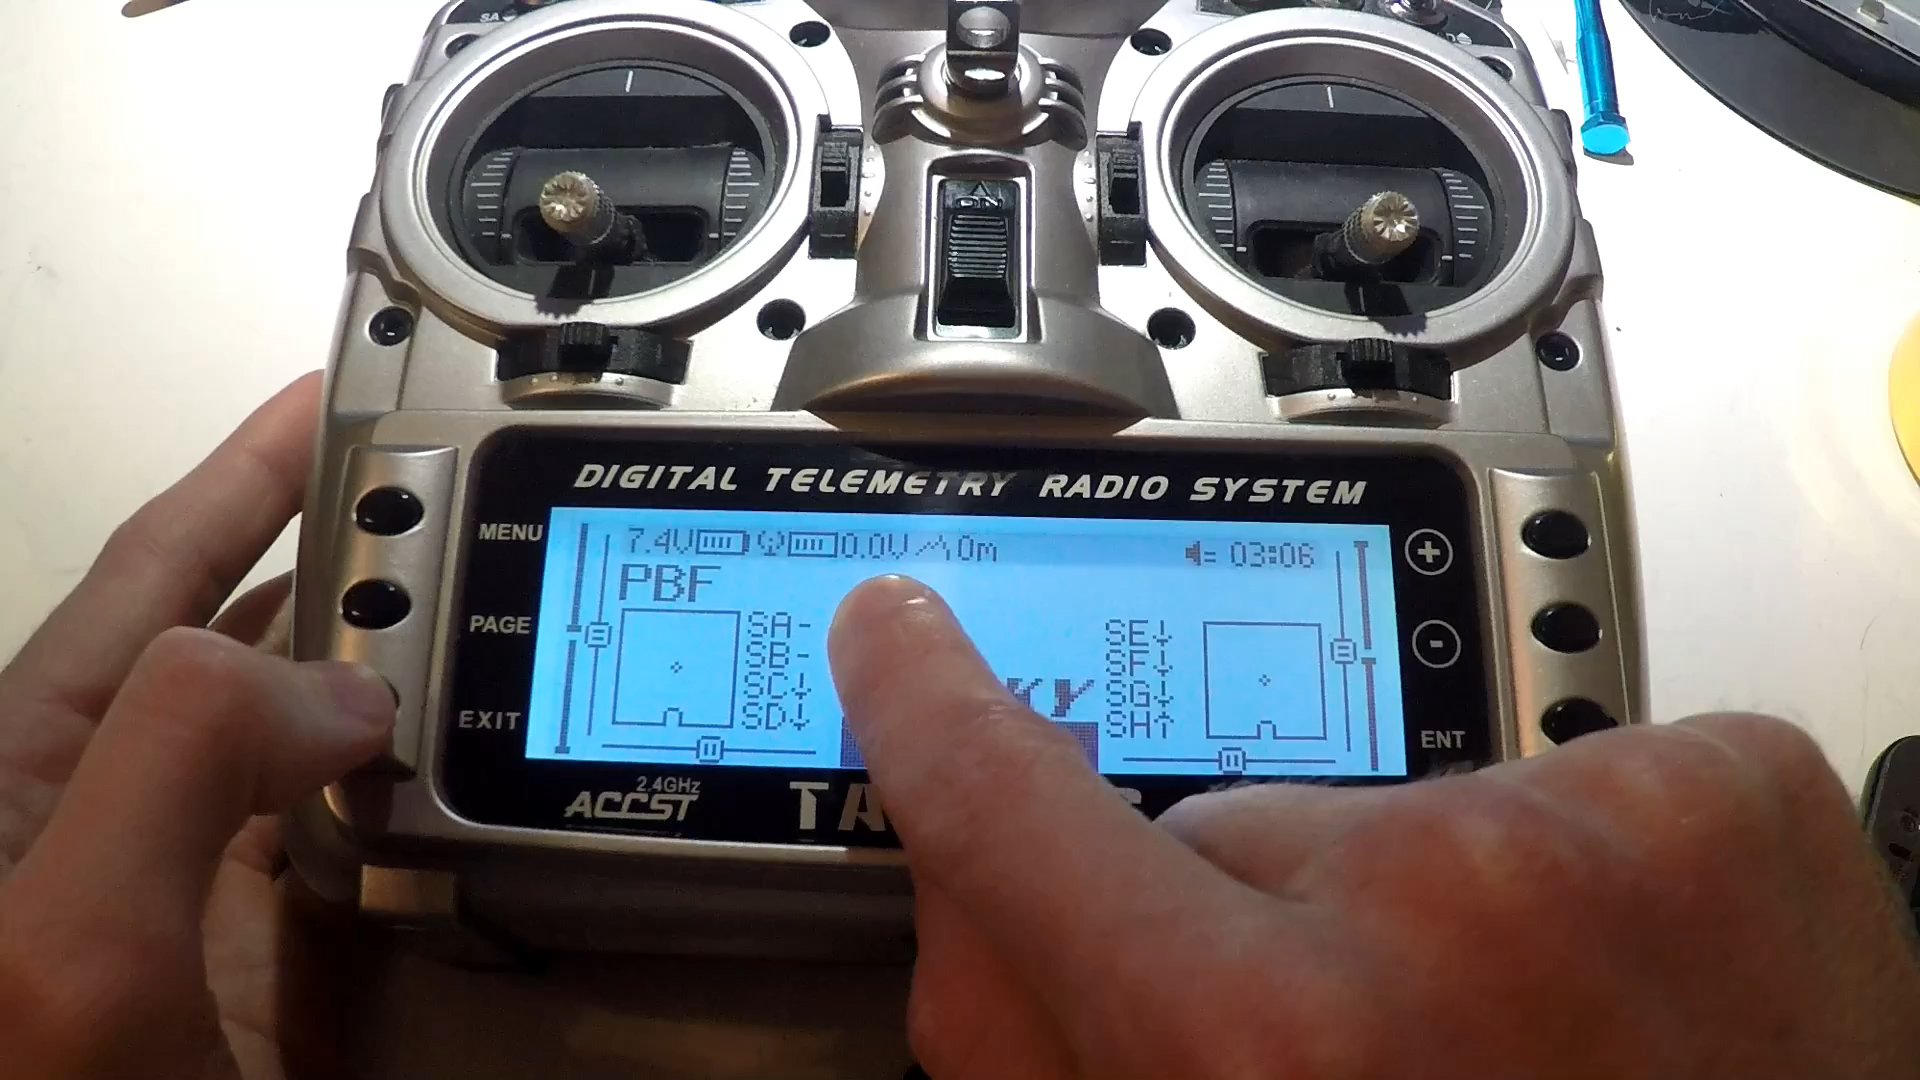 SA
ON
DIGITAL TELEMETRY RADIO SYSTEM
MENU
PAGE
EXIT
7.4V 0.0V 0m 03:06
PBF
SA-
SB-
SC↓
SD↓
SE↓
SF↓
SG↓
SH↑
+
-
ENT
2.4GHz
ACCST